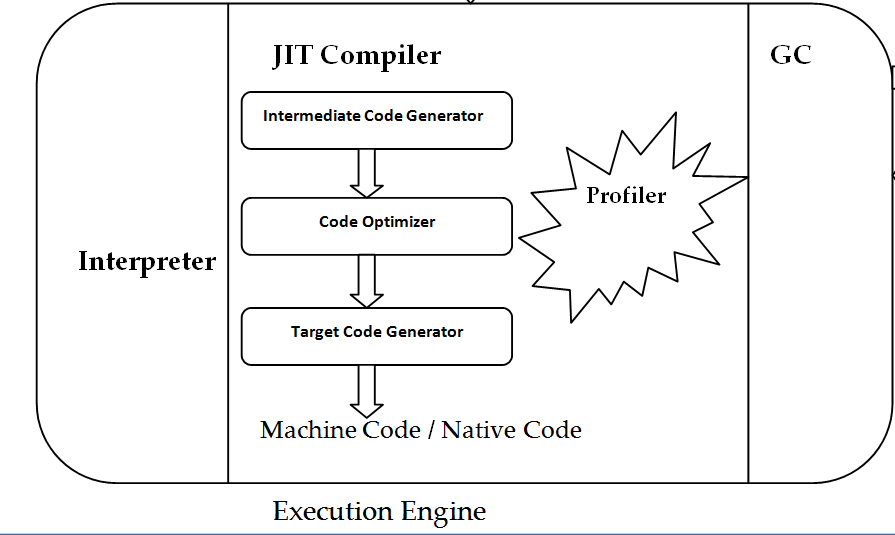 JIT Compiler
GC
Intermediate Code Generator
Profiler
Code Optimizer
Interpreter
Target Code Generator
Machine Code / Native Code
Execution Engine